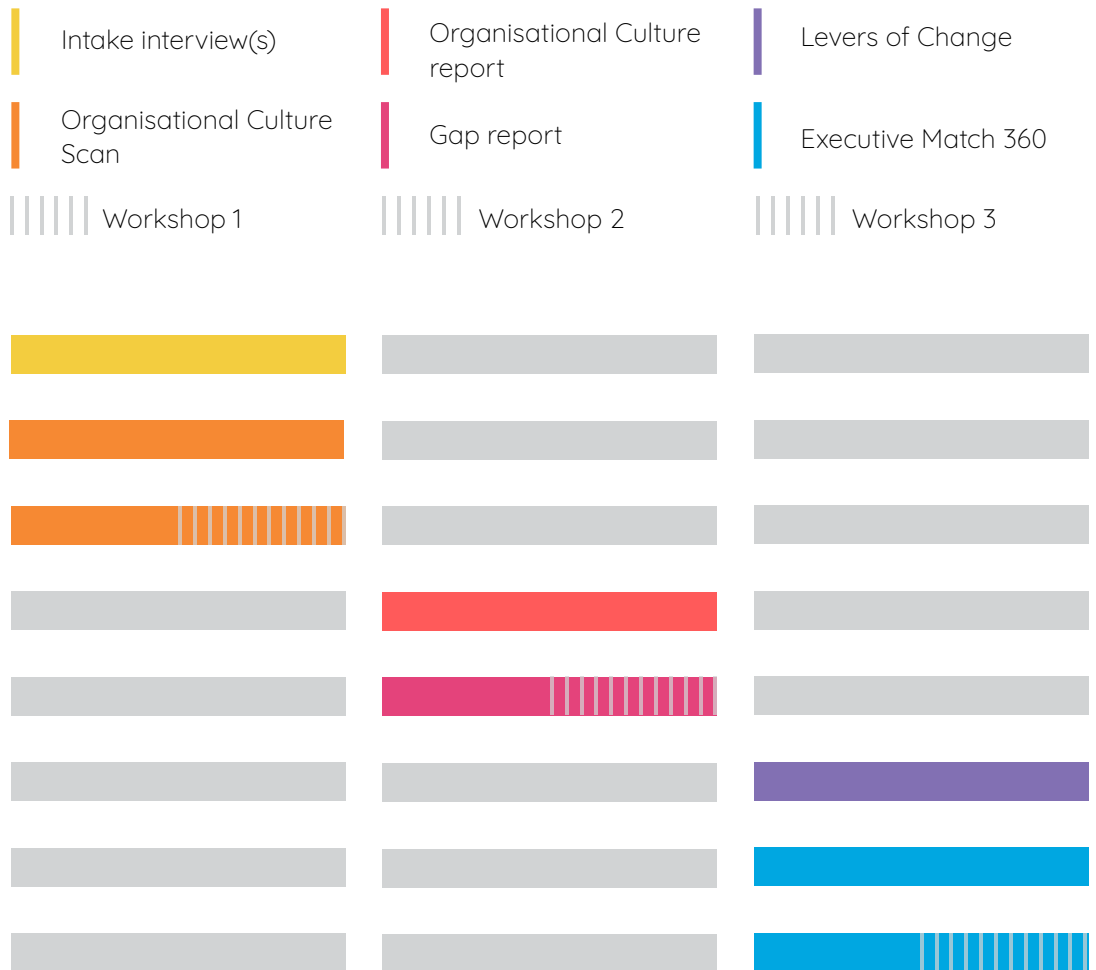 Intake interview(s)
Organisational Culture
report
Levers of Change
Organisational Culture
Scan
Gap report
Executive Match 360
Workshop 1
Workshop 2
Workshop 3